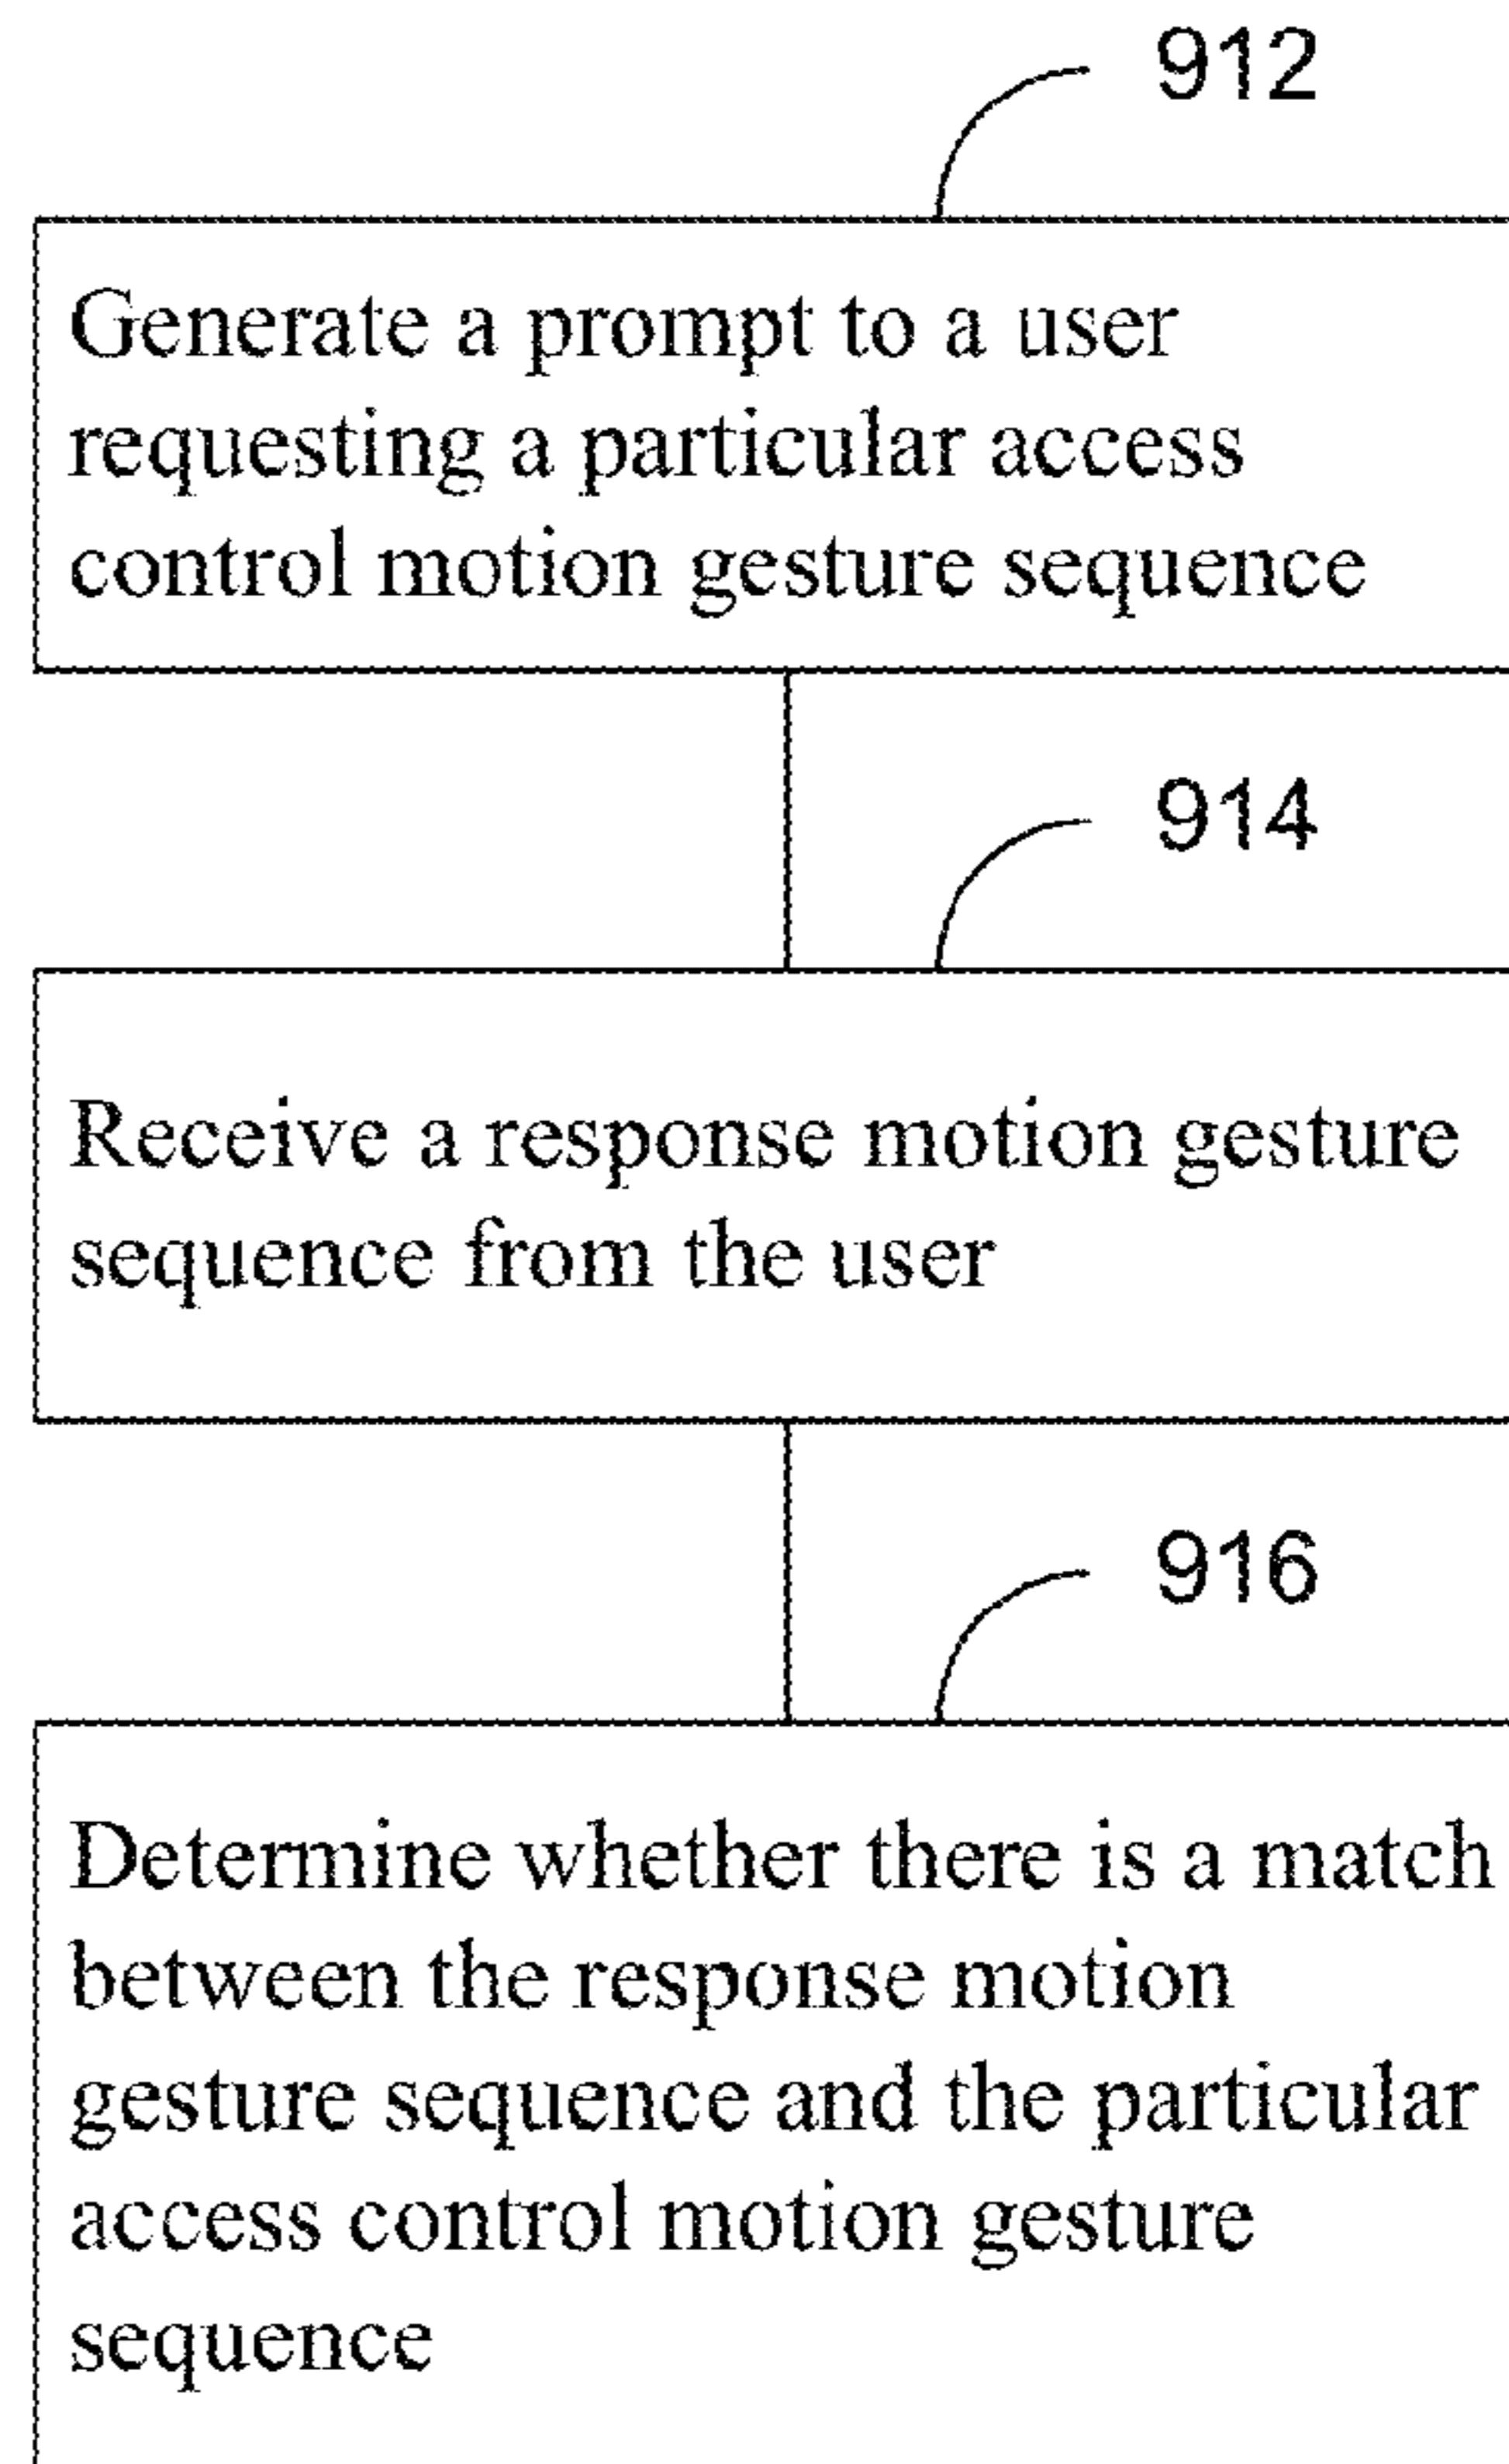 912
Generate a prompt to a user
requesting a particular access
control motion gesture sequence
914
Receive a response motion gesture
sequence from the user
916
Determine whether there is a match
between the response motion
gesture sequence and the particular
access control motion gesture
sequence